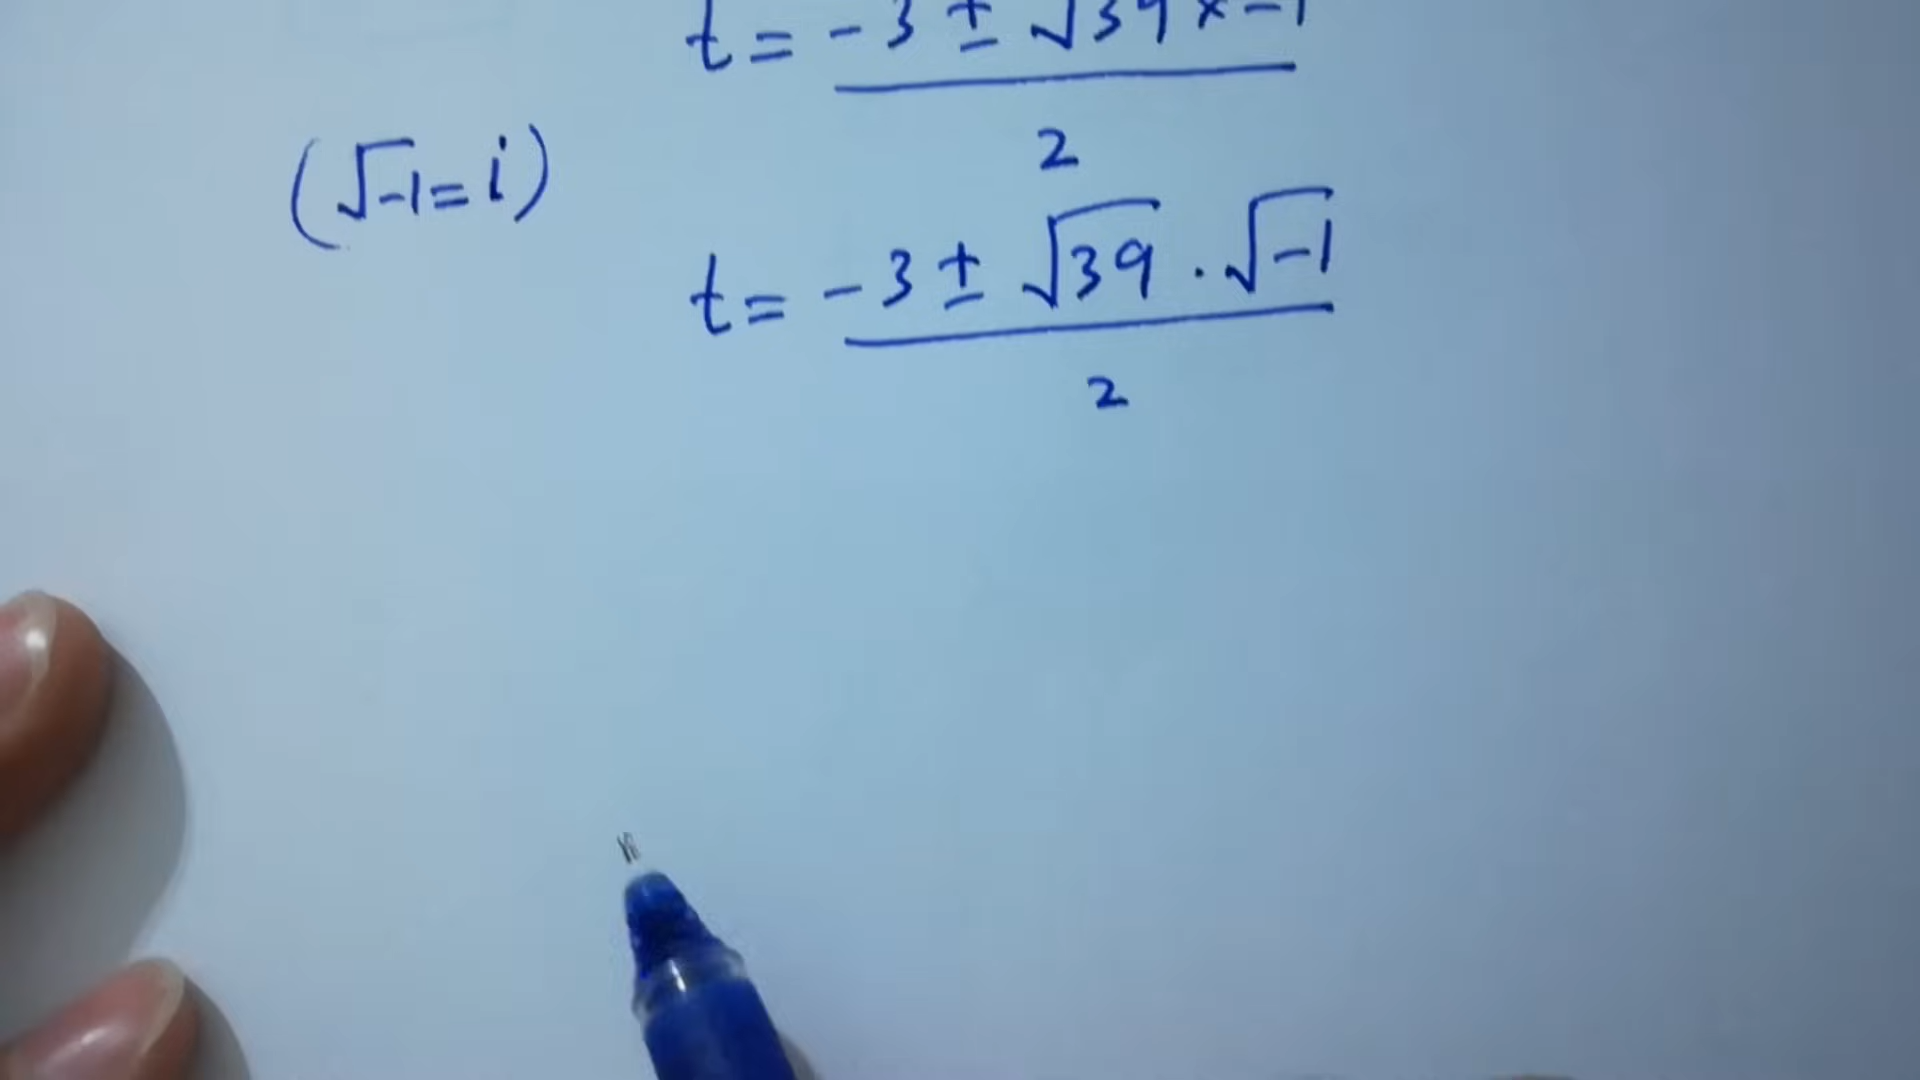 t = -3 ± √39 × -1
2
(√-1 = i)
t = -3 ± √39 . √-1
2